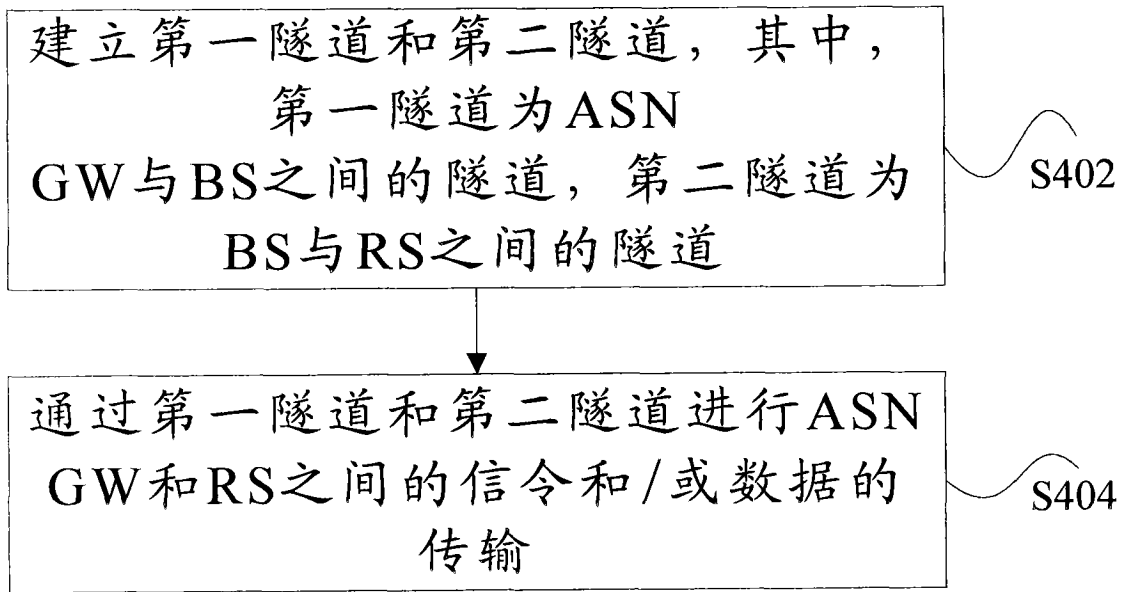 建立第一隧道和第二隧道，其中，
第一隧道为ASN
GW与BS之间的隧道，第二隧道为
BS与RS之间的隧道
S402
通过第一隧道和第二隧道进行ASN
GW和RS之间的信令和/或数据的
传输
S404